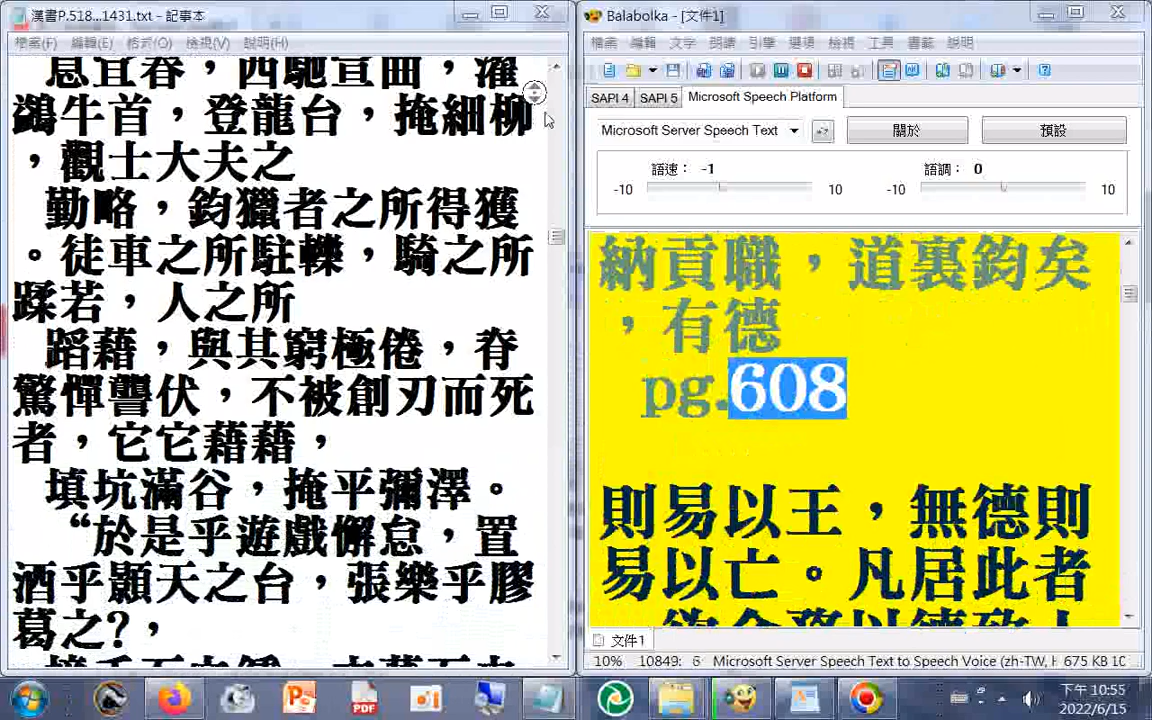 漢書P.518...1431.txt - 記事本
檔案(F) 編輯(E) 格式(O) 檢視(V) 說明(H)
息宜春，西馳宣曲，濯
鷁牛首，登龍台，掩細柳
，觀士大夫之
勤略，鈞獵者之所得獲
。徒車之所駐轢，騎之所
蹂若，人之所
蹈藉，與其窮極倦，脊
驚憚讋伏，不被創刃而死
者，它它藉藉，
填坑滿谷，掩平彌澤。
“於是乎遊戲懈怠，置
酒乎顥天之台，張樂乎膠
葛之?，
Balabolka - [文件1]
檔案 編輯 文字 朗讀 引擎 選項 檢視 工具 書籤 說明
SAPI 4 SAPI 5 Microsoft Speech Platform
Microsoft Server Speech Text 關於 預設
語速： -1 語調： 0
-10 10 -10 10
納貢職，道裏鈞矣
，有德
pg.608
則易以王，無德則
易以亡。凡居此者
文件1
10% 10849: 6 Microsoft Server Speech Text to Speech Voice (zh-TW, H 675 KB 10
PDF
下午 10:55
2022/6/15